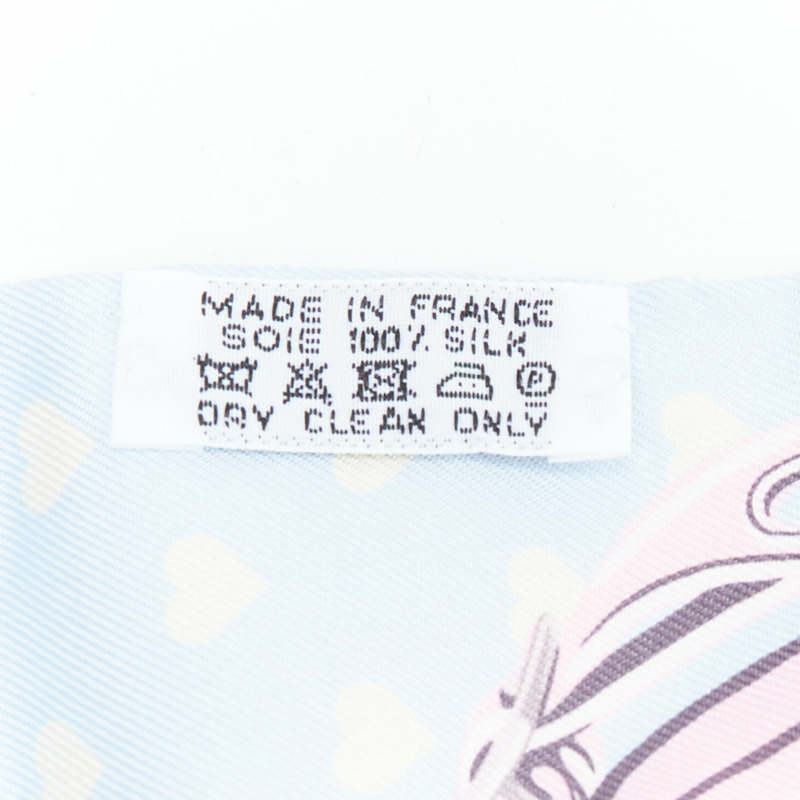 MADE IN FRANCE
SOIE 100% SILK
P
DRY CLEAN ONLY